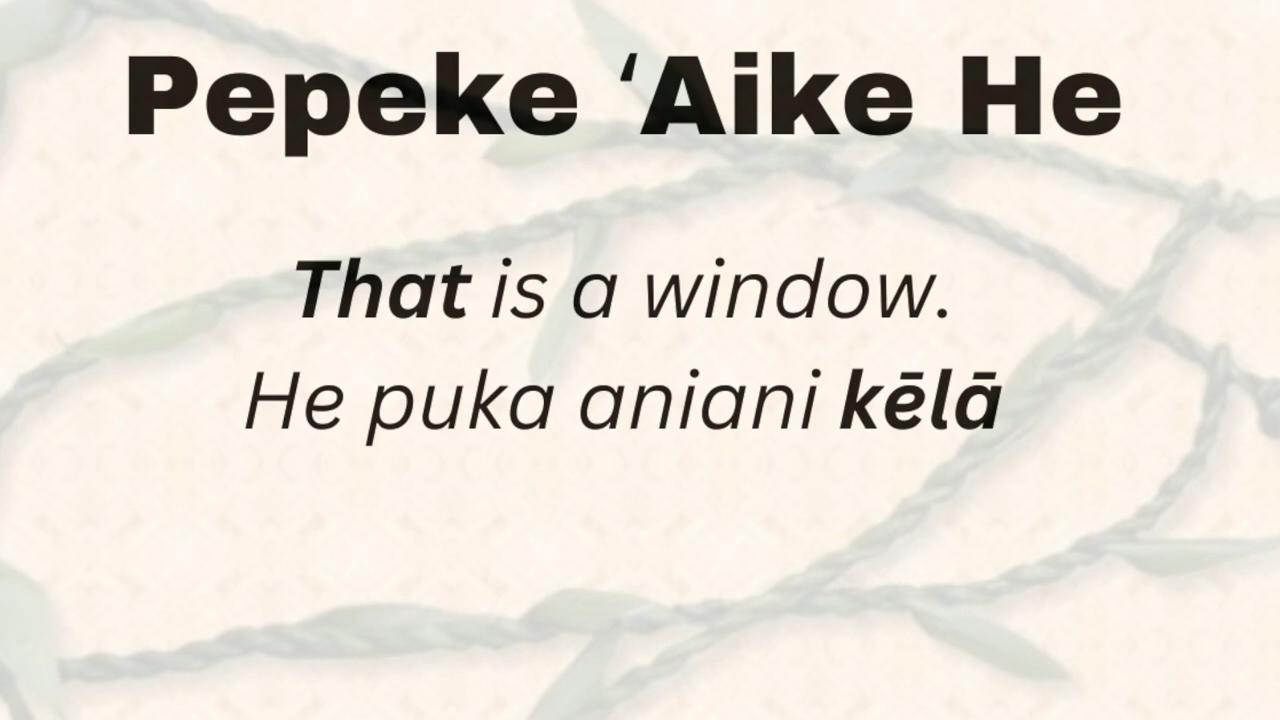 Pepeke ʻAike He
That is a window.
He puka aniani kēlā